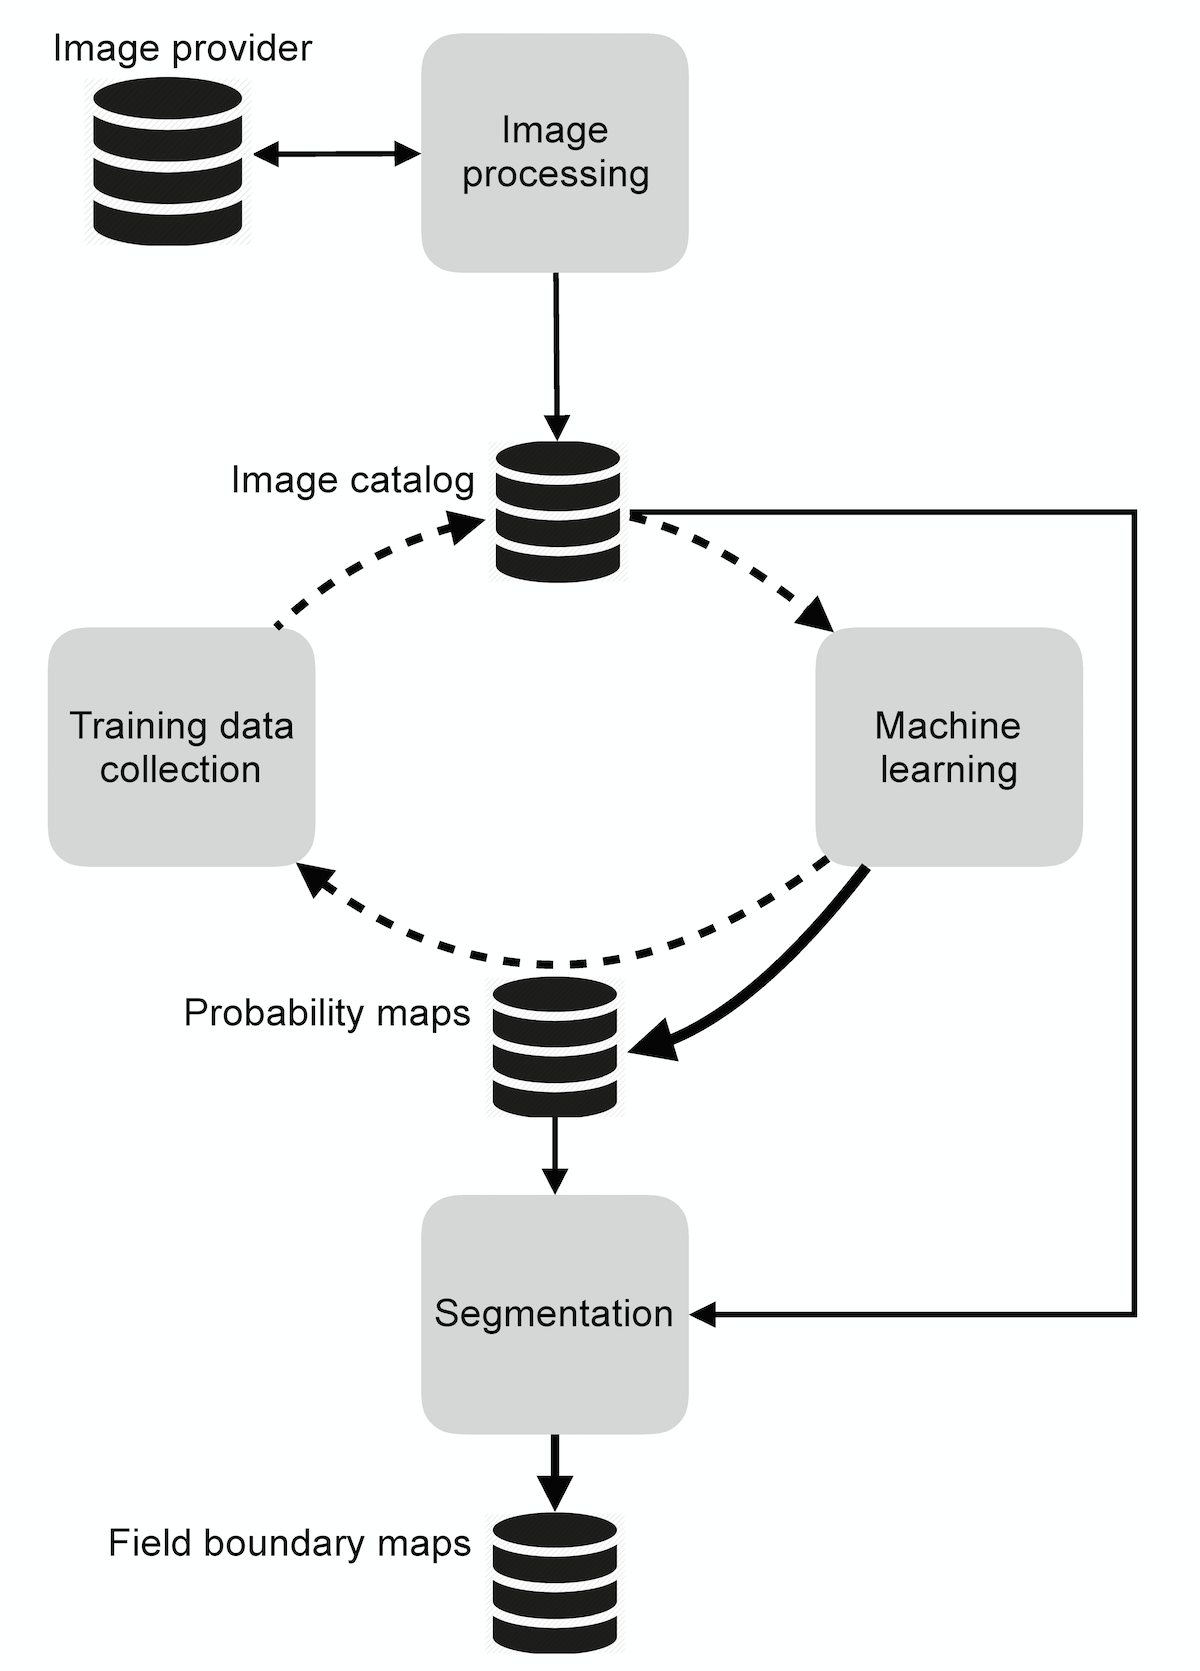 Image provider
Image
processing
Image catalog
Training data
collection
Machine
learning
Probability maps
Segmentation
Field boundary maps